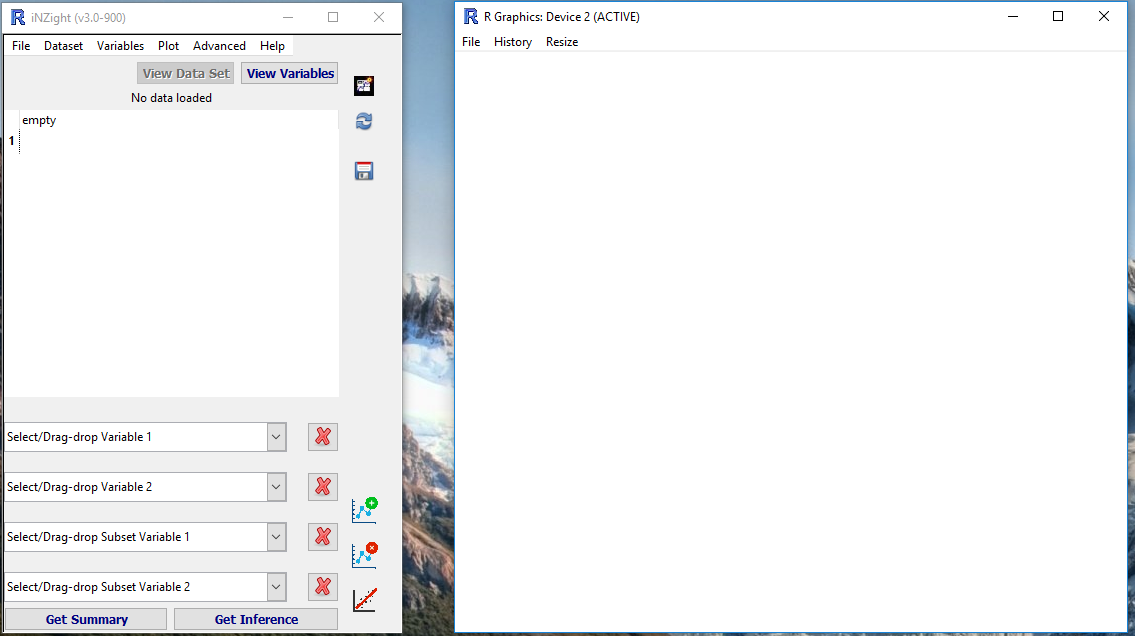 iNZight (v3.0-900)
File Dataset Variables Plot Advanced Help
View Data Set View Variables
No data loaded
empty
1
Select/Drag-drop Variable 1
Select/Drag-drop Variable 2
Select/Drag-drop Subset Variable 1
Select/Drag-drop Subset Variable 2
Get Summary Get Inference
R Graphics: Device 2 (ACTIVE)
File History Resize